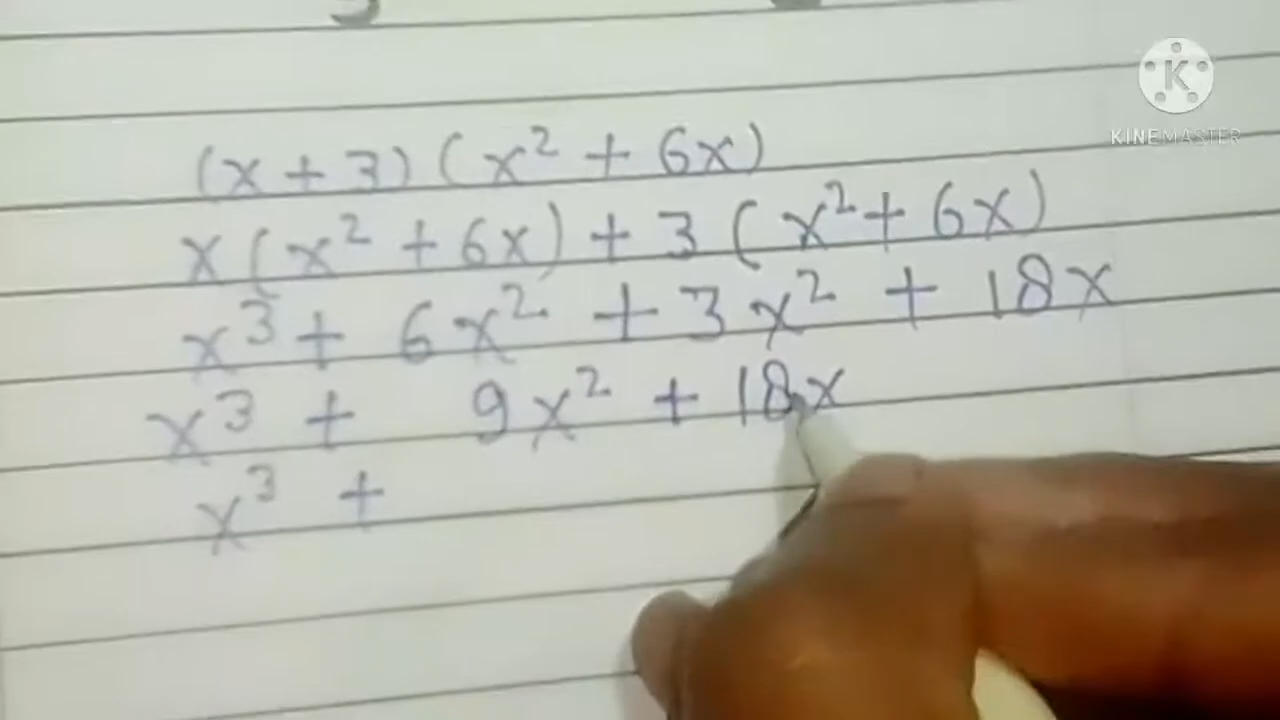 (x + 3) (x² + 6x)
x(x² + 6x) + 3 (x² + 6x)
x³ + 6x² + 3x² + 18x
x³ + 9x² + 18x
x³ +
K
KINEMASTER